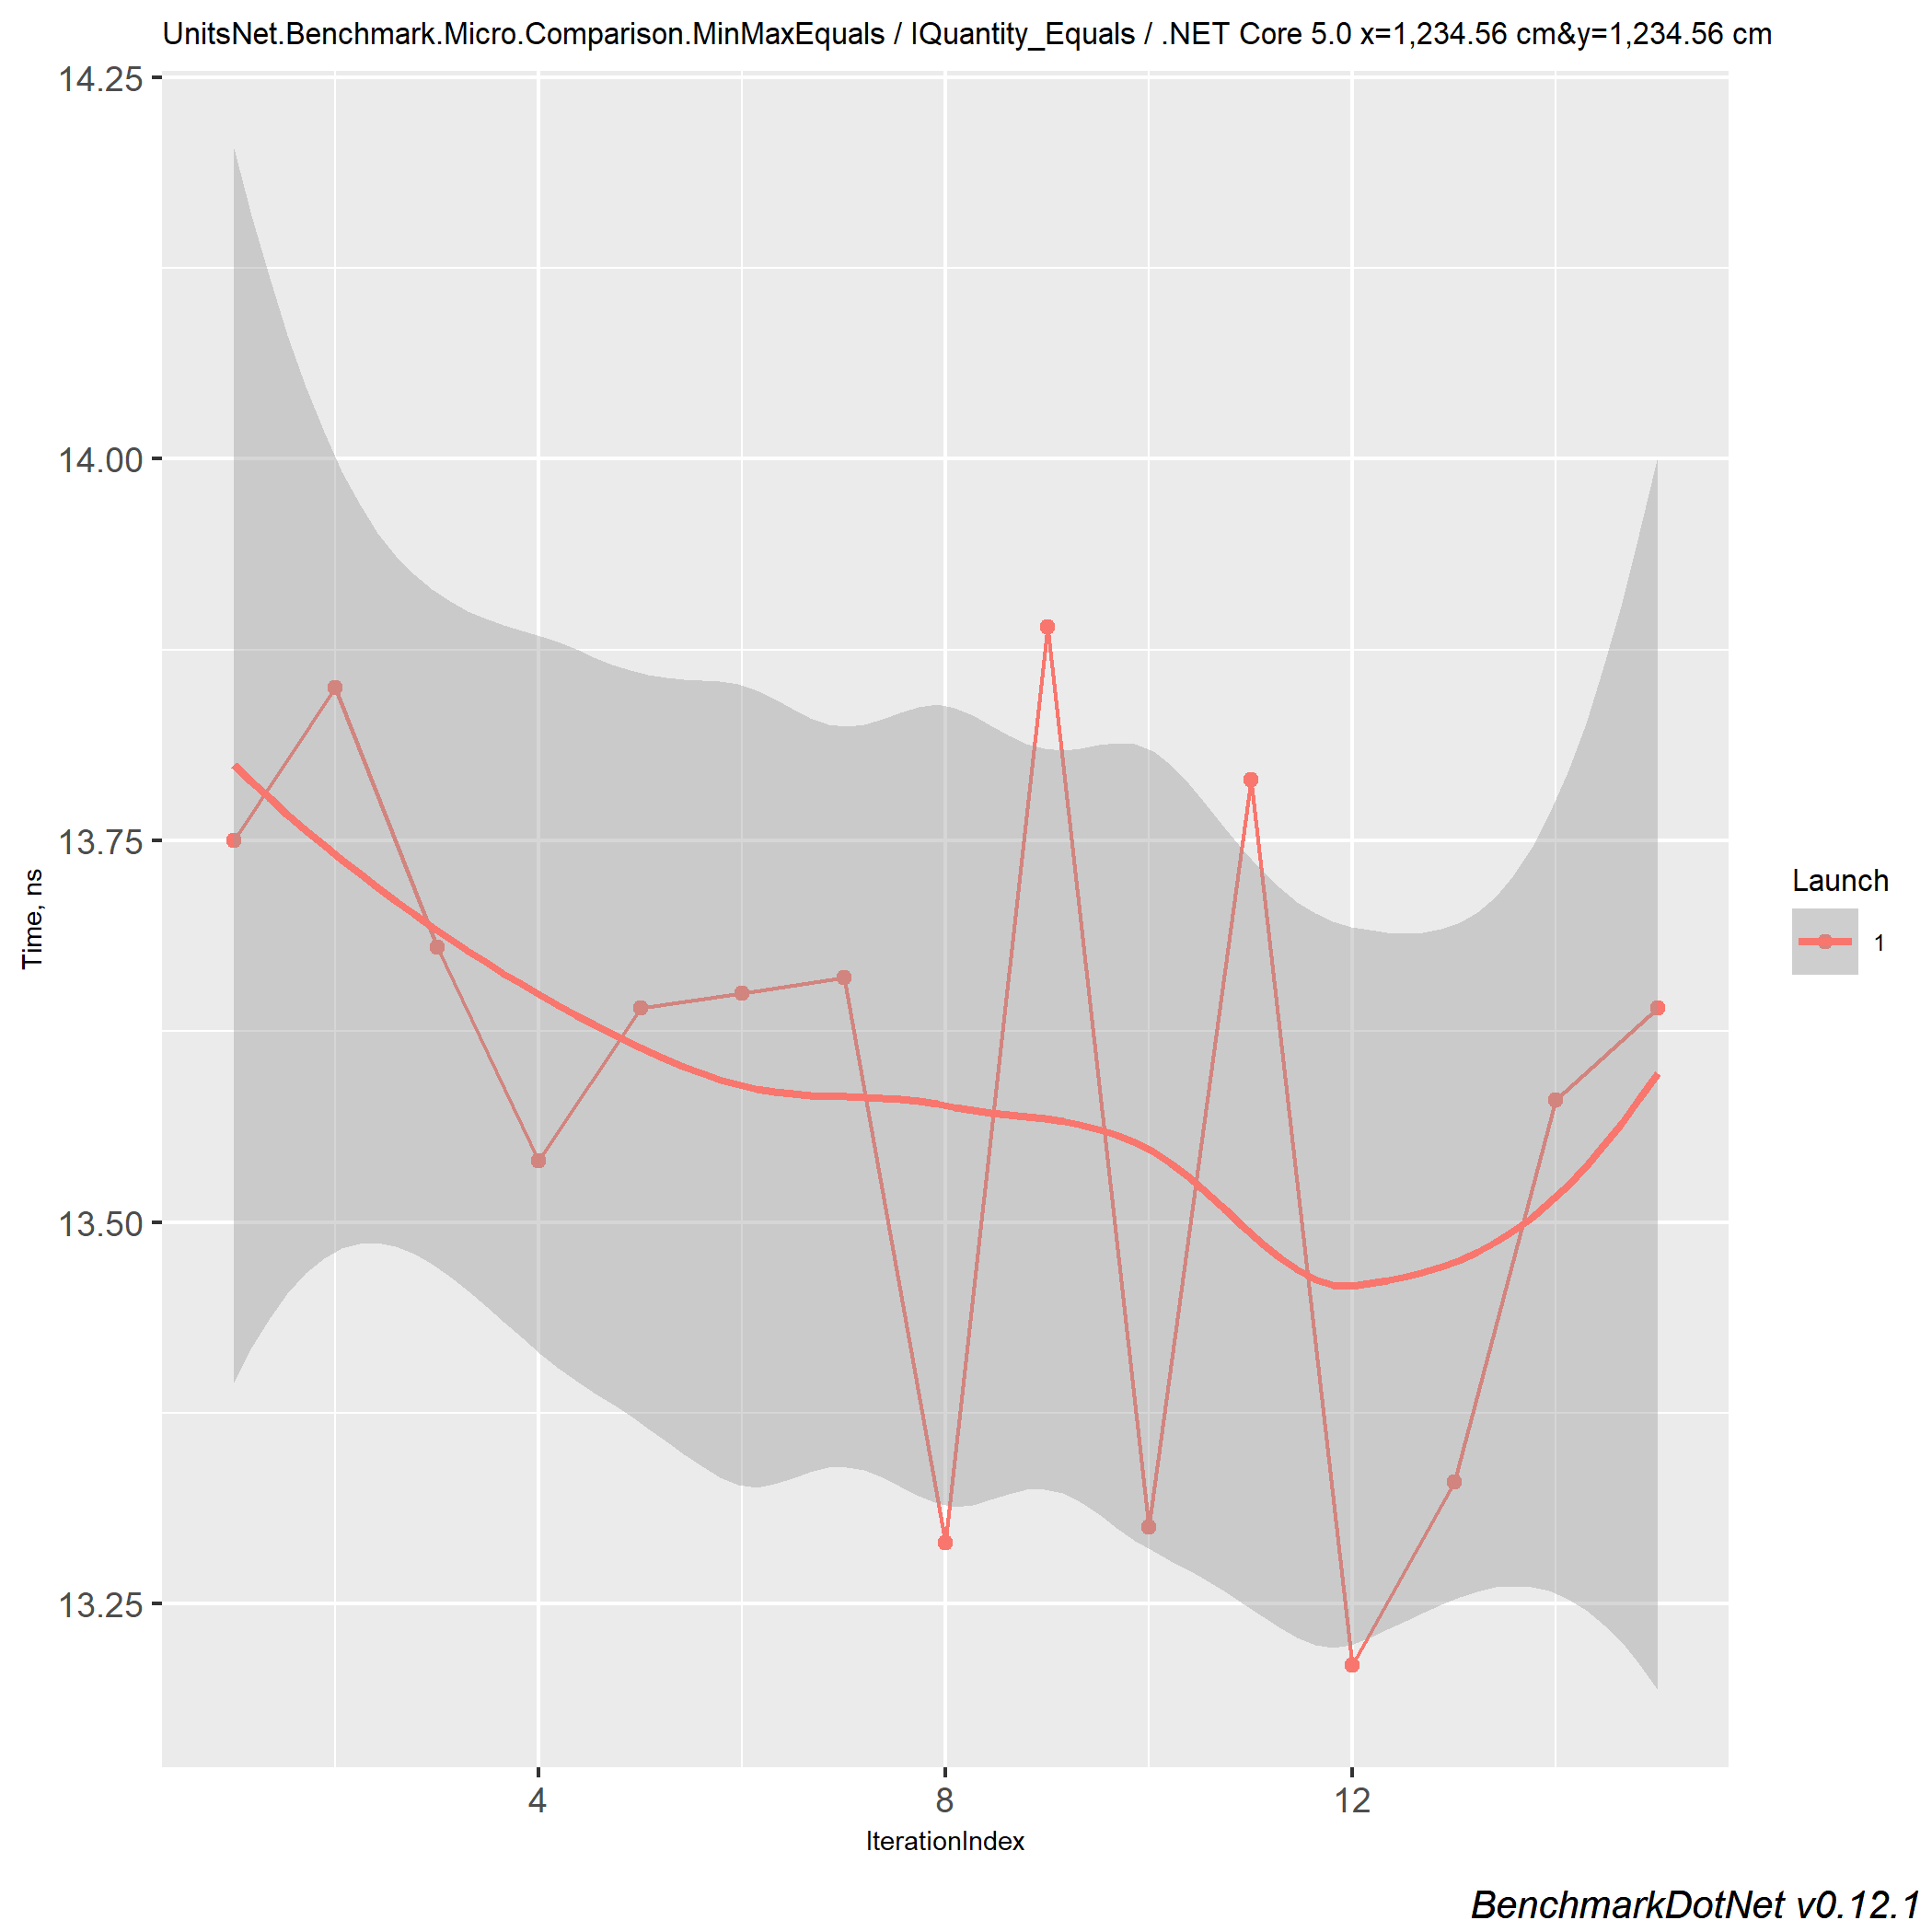 UnitsNet.Benchmark.Micro.Comparison.MinMaxEquals / IQuantity_Equals / .NET Core 5.0 x=1,234.56 cm&y=1,234.56 cm
14.25
14.00
13.75
13.50
13.25
Time, ns
4
8
12
IterationIndex
Launch
1
BenchmarkDotNet v0.12.1